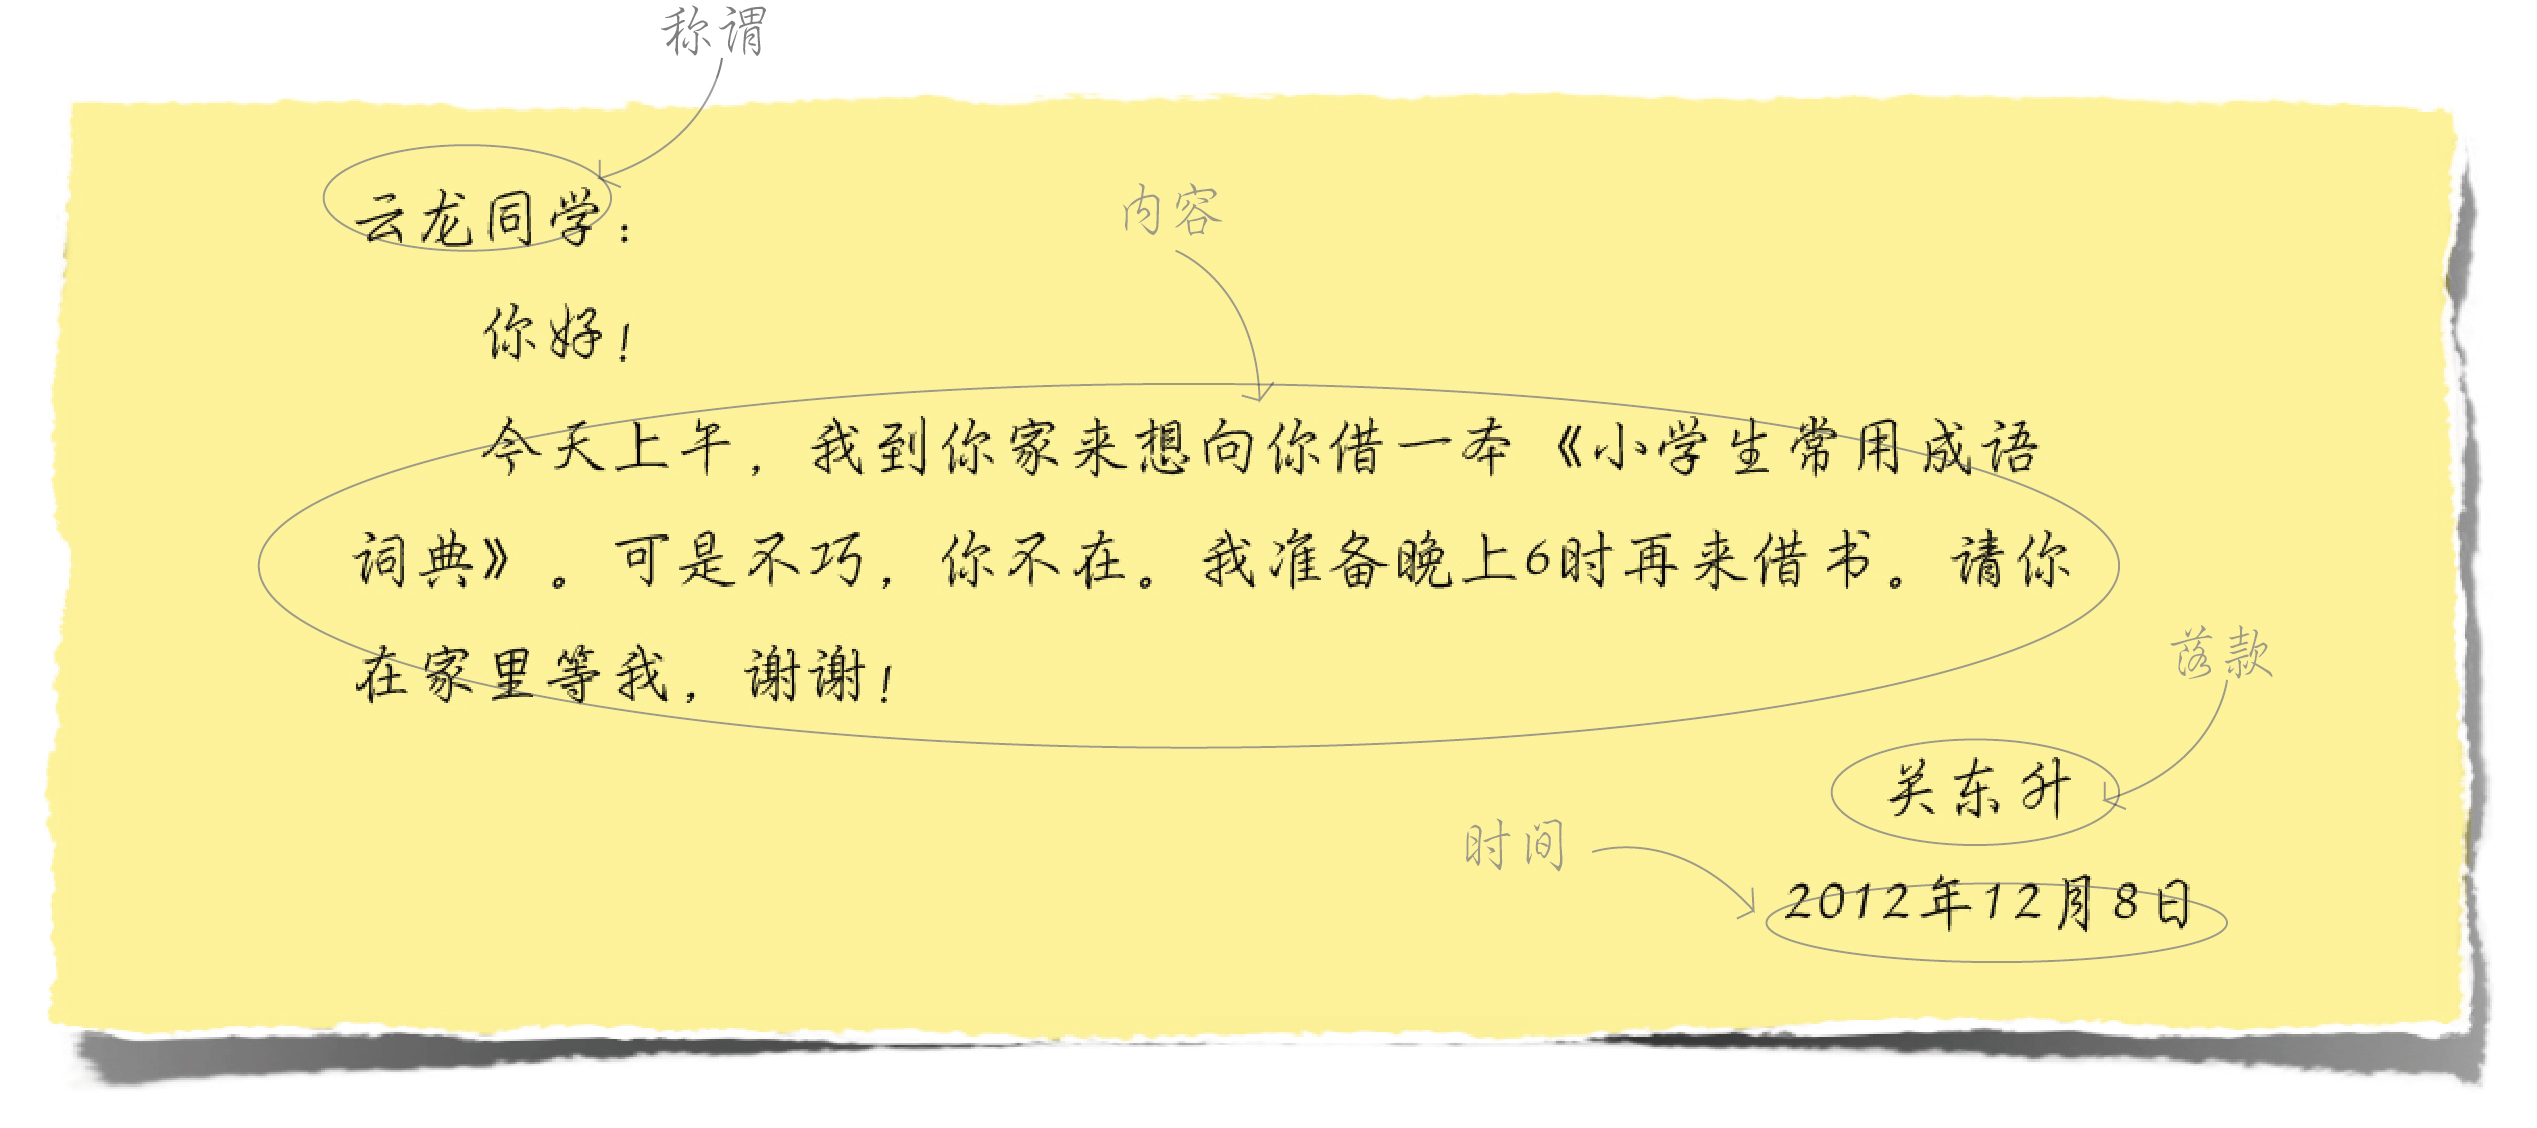 称谓
云龙同学：
内容
你好！
今天上午，我到你家来想向你借一本《小学生常用成语
词典》。可是不巧，你不在。我准备晚上6时再来借书。请你
在家里等我，谢谢！
落款
关东升
时间
2012年12月8日